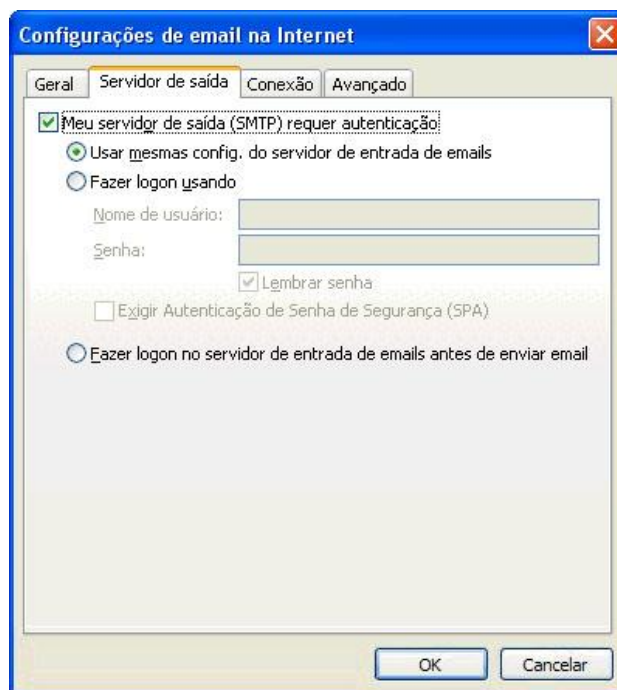 Configurações de email na Internet
Geral Servidor de saída Conexão Avançado
Meu servidor de saída (SMTP) requer autenticação
Usar mesmas config. do servidor de entrada de emails
Fazer logon usando
Nome de usuário:
Senha:
Lembrar senha
Exigir Autenticação de Senha de Segurança (SPA)
Fazer logon no servidor de entrada de emails antes de enviar email
OK Cancelar